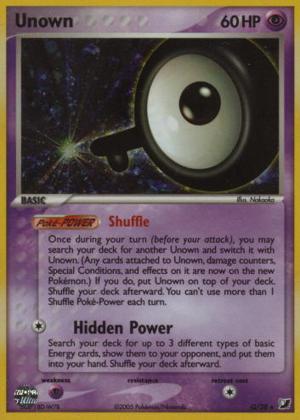 Unown
60 HP
BASIC
Illus. Nakaoka
Poké-POWER Shuffle
Once during your turn (before your attack), you may
search your deck for another Unown and switch it with
Unown. (Any cards attached to Unown, damage counters,
Special Conditions, and effects on it are now on the new
Pokémon.) If you do, put Unown on top of your deck.
Shuffle your deck afterward. You can't use more than 1
Shuffle Poké-Power each turn.
Hidden Power
Search your deck for up to 3 different types of basic
Energy cards, show them to your opponent, and put them
into your hand. Shuffle your deck afterward.
weakness
resistance
retreat cost
©2005 Pokémon/Nintendo